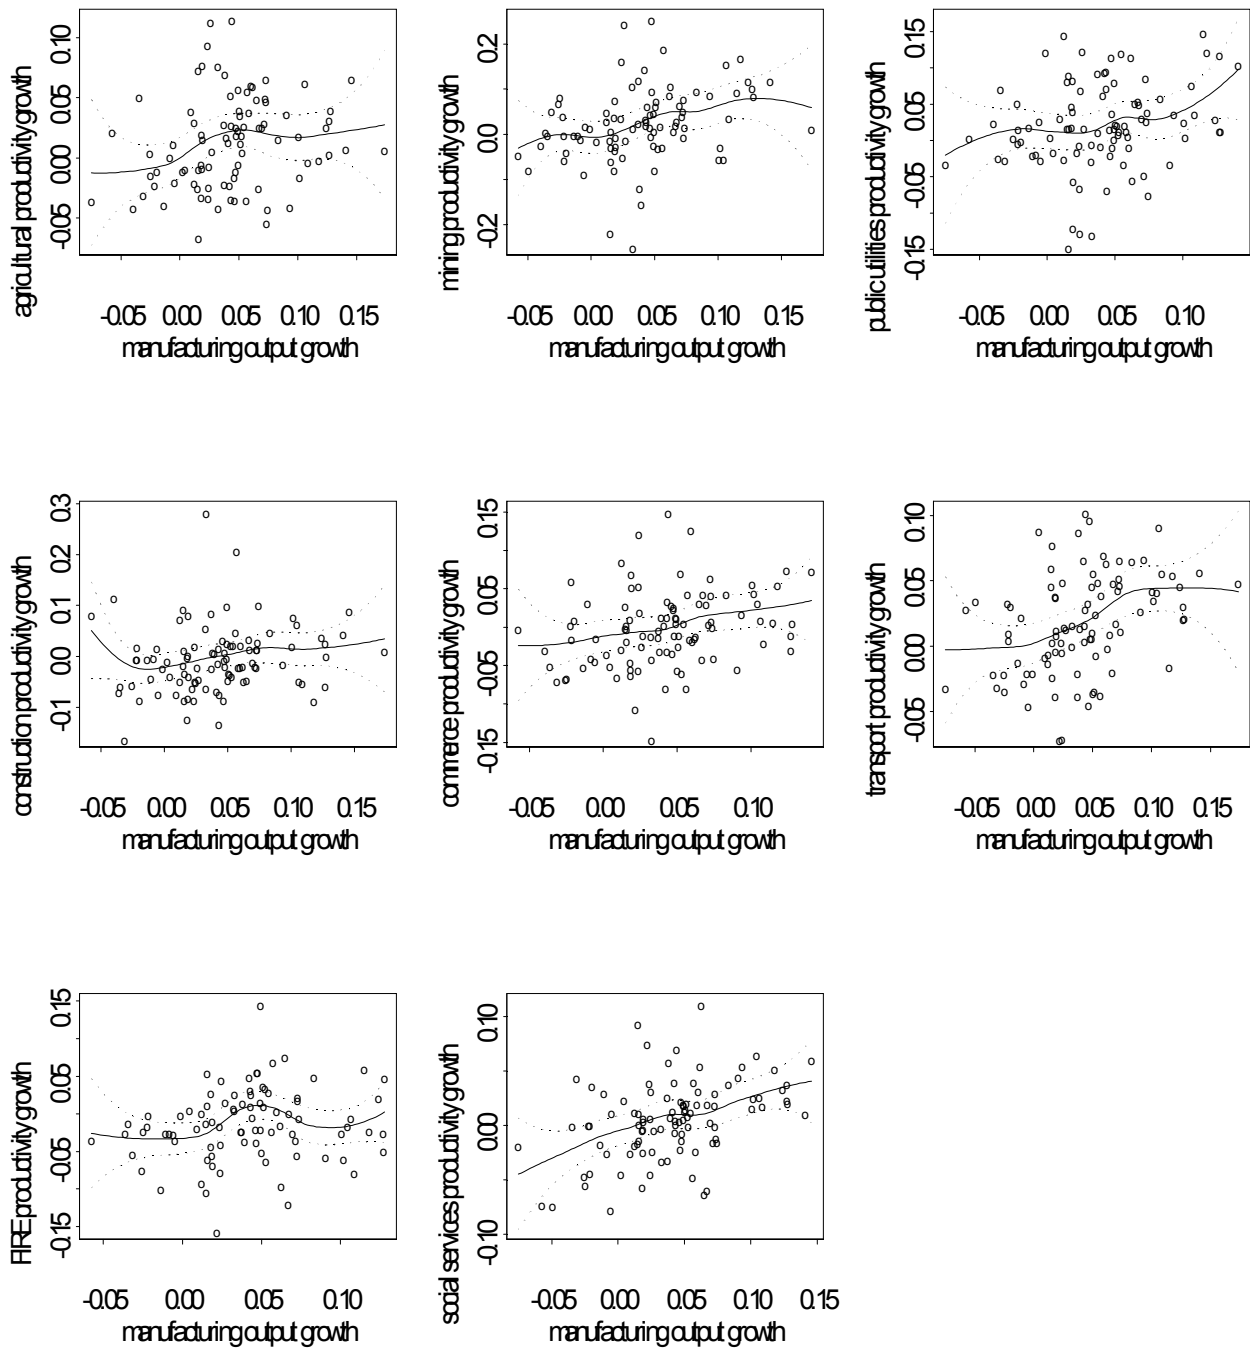 agricultural productivity growth
0.10
0.05
0.00
-0.05
-0.05 0.00 0.05 0.10 0.15
manufacturing output growth
mining productivity growth
0.2
0.0
-0.2
-0.05 0.00 0.05 0.10 0.15
manufacturing output growth
public utilities productivity growth
0.15
0.05
-0.05
-0.15
-0.05 0.00 0.05 0.10
manufacturing output growth
construction productivity growth
0.3
0.2
0.1
0.0
-0.1
-0.05 0.00 0.05 0.10 0.15
manufacturing output growth
commerce productivity growth
0.15
0.05
-0.05
-0.15
-0.05 0.00 0.05 0.10
manufacturing output growth
transport productivity growth
0.10
0.05
0.00
-0.05
-0.05 0.00 0.05 0.10 0.15
manufacturing output growth
FIRE productivity growth
0.15
0.05
-0.05
-0.15
-0.05 0.00 0.05 0.10
manufacturing output growth
social services productivity growth
0.10
0.00
-0.10
-0.05 0.00 0.05 0.10 0.15
manufacturing output growth